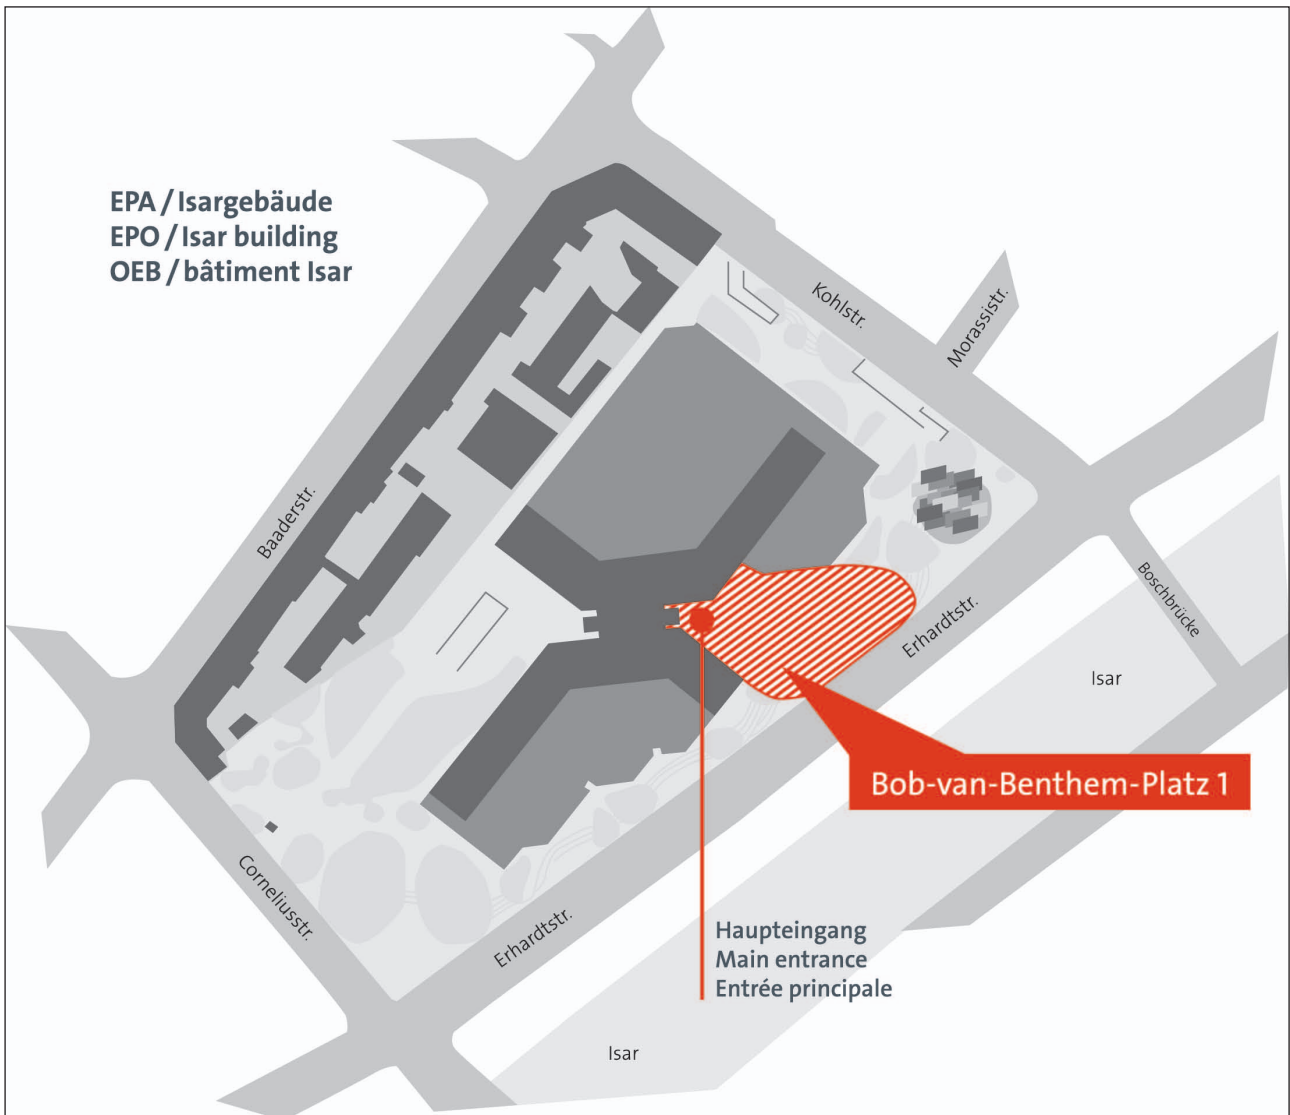 EPA / Isargebäude
EPO / Isar building
OEB / bâtiment Isar
Kohlstr.
Morassistr.
Baaderstr.
Boschbrücke
Erhardtstr.
Isar
Bob-van-Benthem-Platz 1
Corneliusstr.
Erhardtstr.
Haupteingang
Main entrance
Entrée principale
Isar